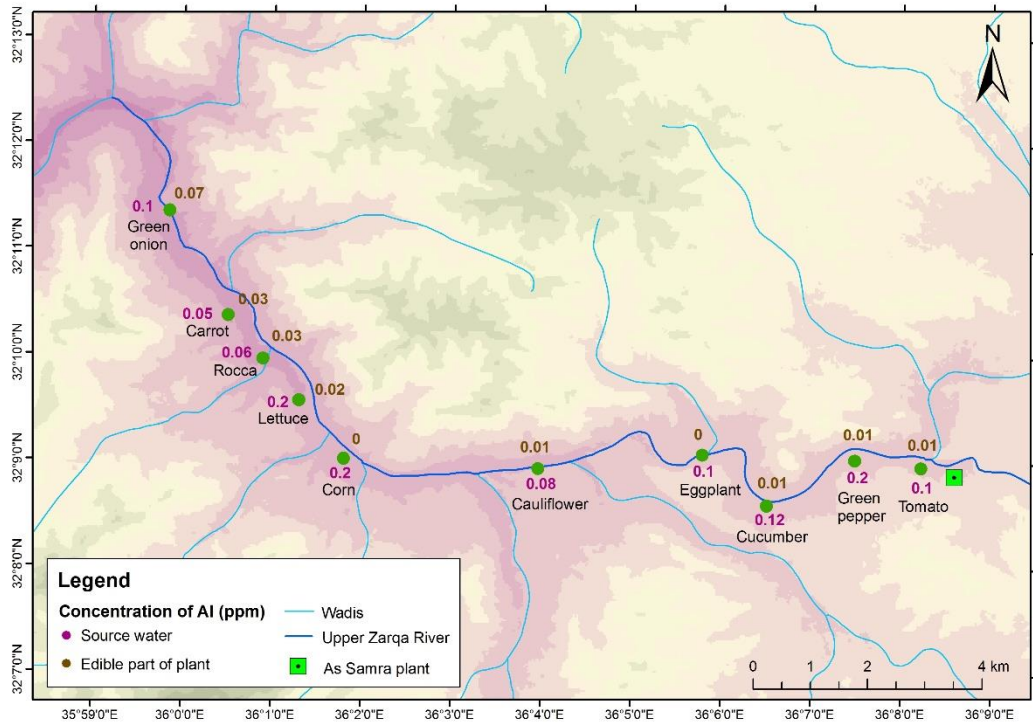 32°13'0"N
32°12'0"N
32°11'0"N
32°10'0"N
32°9'0"N
32°8'0"N
32°7'0"N
N
0.07
0.1
Green
onion
0.03
0.05
Carrot
0.03
0.06
Rocca
0.02
0.2
Lettuce
0
0.2
Corn
0.01
0.08
Cauliflower
0
0.1
Eggplant
0.01
0.12
Cucumber
0.01
0.2
Green
pepper
0.01
0.1
Tomato
Legend
Concentration of Al (ppm)
Source water
Edible part of plant
Wadis
Upper Zarqa River
As Samra plant
0 1 2 4 km
35°59'0"E 36°0'0"E 36°1'0"E 36°2'0"E 36°3'0"E 36°4'0"E 36°5'0"E 36°6'0"E 36°7'0"E 36°8'0"E 36°9'0"E